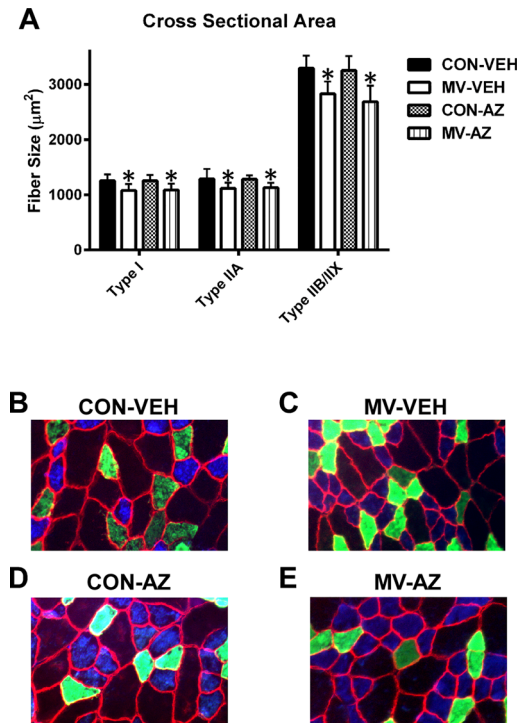 A
Cross Sectional Area
Fiber Size (μm²)
3000
2000
1000
0
* * * * * *
Type I
Type IIA
Type IIB/IIX
CON-VEH
MV-VEH
CON-AZ
MV-AZ
B CON-VEH
C MV-VEH
D CON-AZ
E MV-AZ